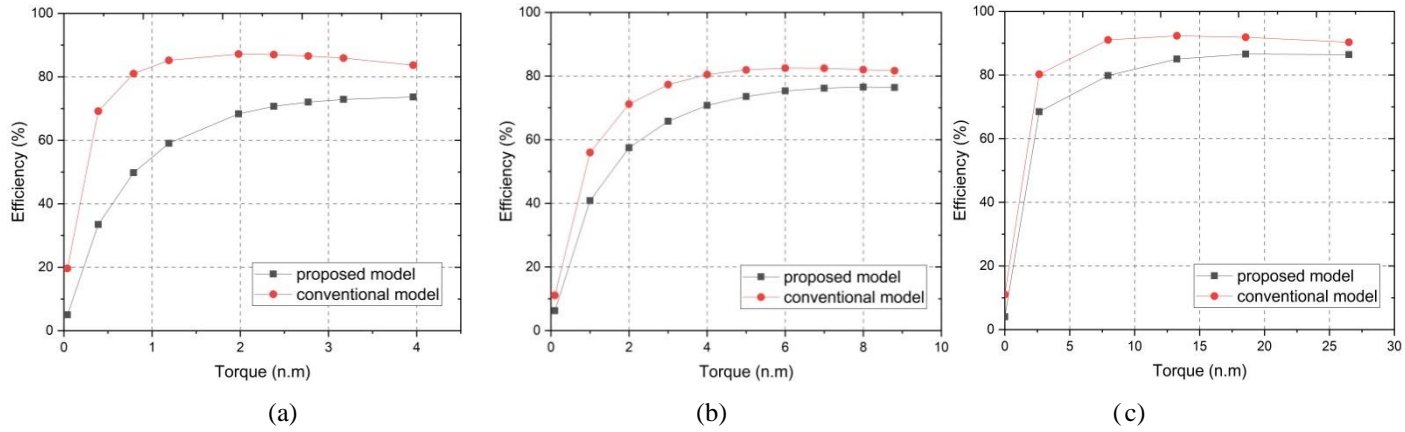 100
80
60
40
20
0
Efficiency (%)
proposed model
conventional model
0 1 2 3 4
Torque (n.m)
(a)
100
80
60
40
20
0
Efficiency (%)
proposed model
conventional model
0 2 4 6 8 10
Torque (n.m)
(b)
100
80
60
40
20
0
Efficiency (%)
proposed model
conventional model
0 5 10 15 20 25 30
Torque (n.m)
(c)